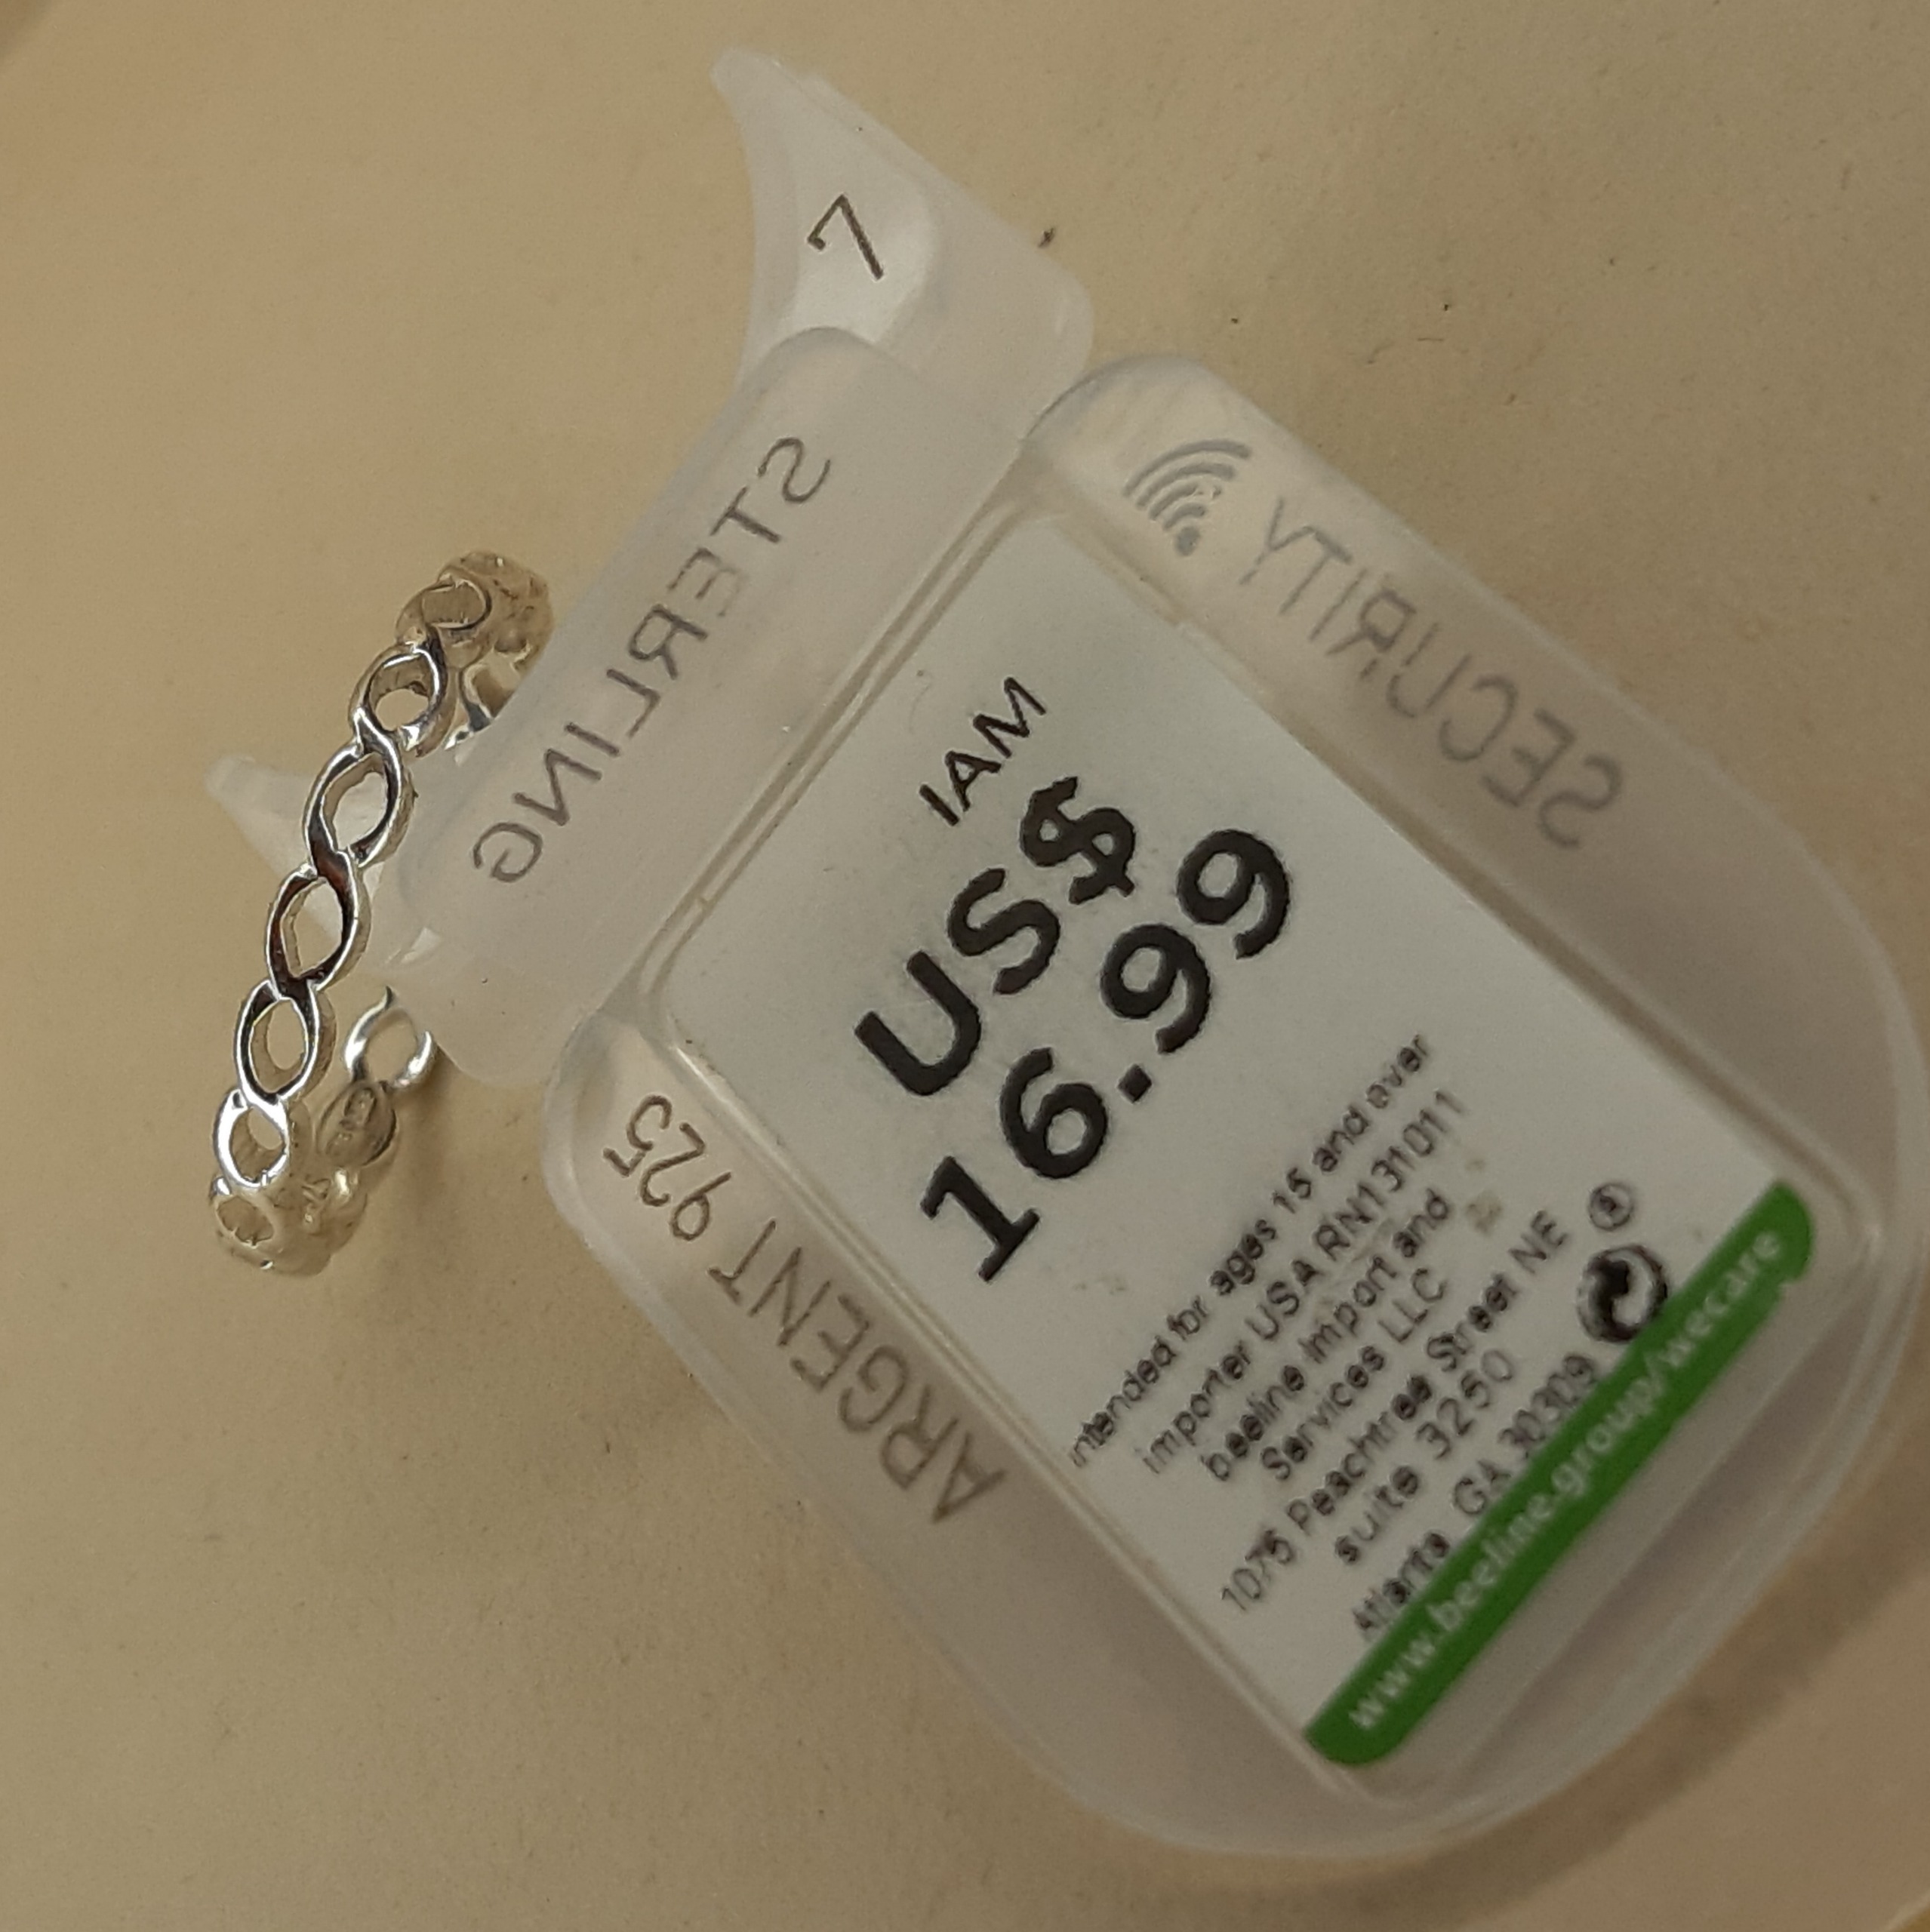 7
STERLING
SECURITY
ARGENT 925
IAM
US$
16.99
intended for ages 15 and over
importer USA RN131011
beeline Import and
Services LLC
1075 Peachtree Street NE
suite 3250
Atlanta, GA 30309
www.beeline-group/wecare